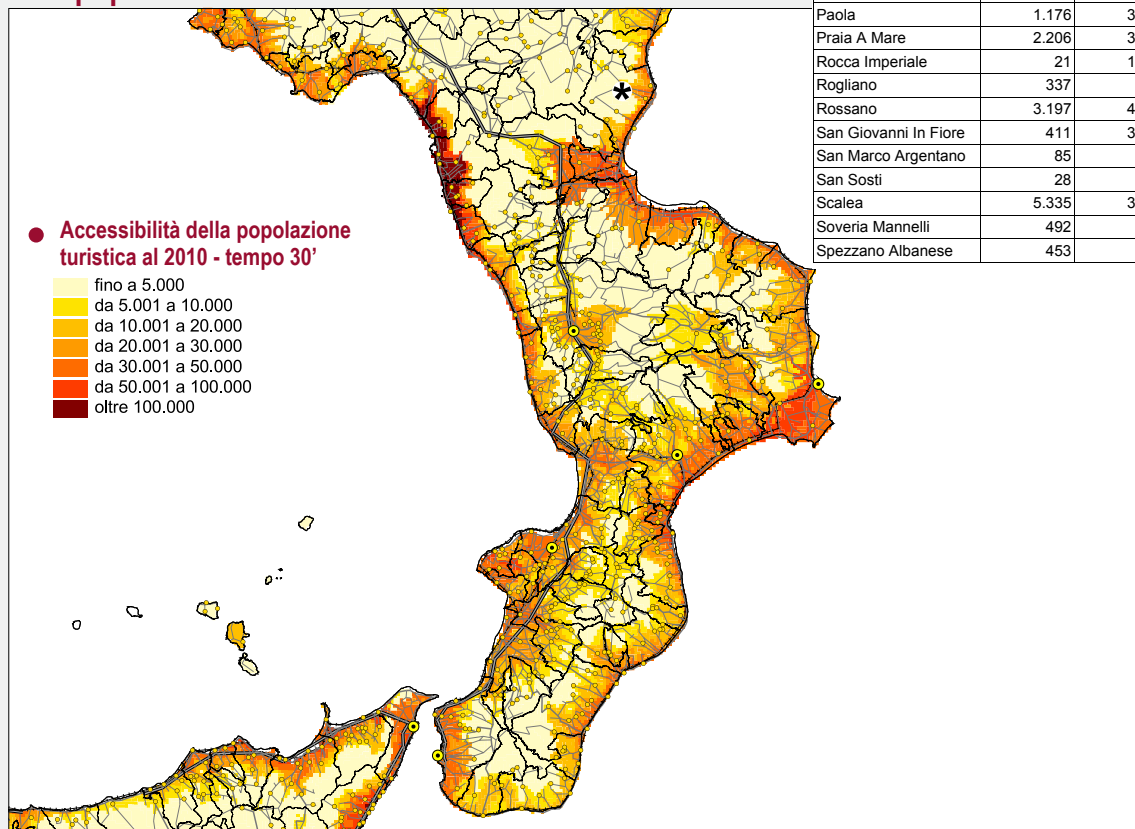 Paola 1.176 3
Praia A Mare 2.206 3
Rocca Imperiale 21 1
Rogliano 337
Rossano 3.197 4
San Giovanni In Fiore 411 3
San Marco Argentano 85
San Sosti 28
Scalea 5.335 3
Soveria Mannelli 492
Spezzano Albanese 453
*
● Accessibilità della popolazione
turistica al 2010 - tempo 30’
fino a 5.000
da 5.001 a 10.000
da 10.001 a 20.000
da 20.001 a 30.000
da 30.001 a 50.000
da 50.001 a 100.000
oltre 100.000